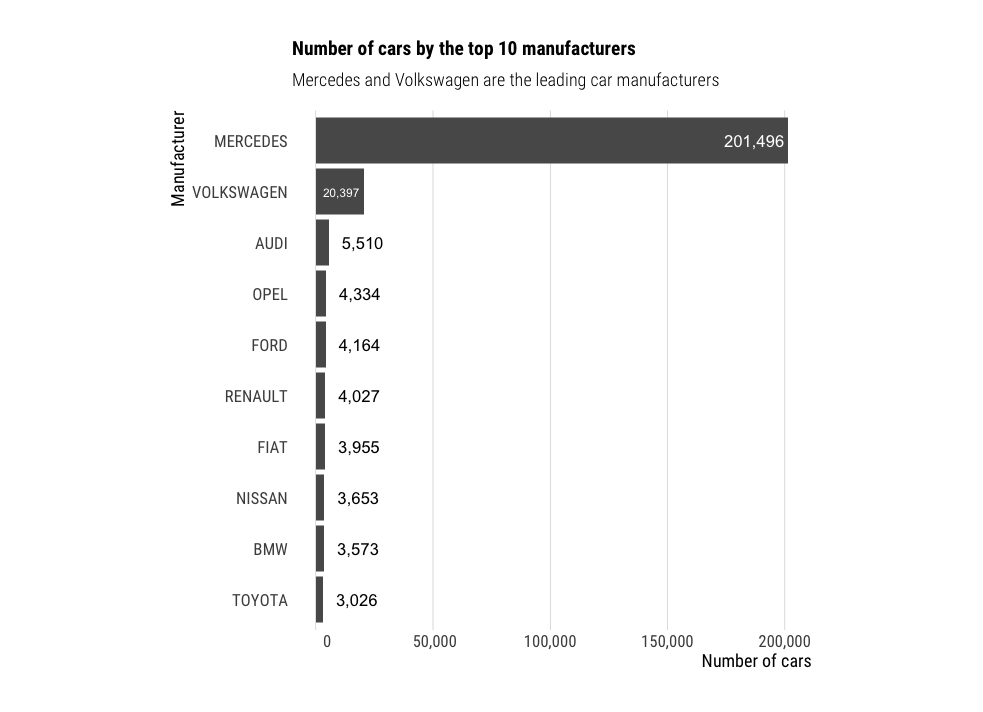 Number of cars by the top 10 manufacturers
Mercedes and Volkswagen are the leading car manufacturers
Manufacturer
MERCEDES 201,496
VOLKSWAGEN 20,397
AUDI 5,510
OPEL 4,334
FORD 4,164
RENAULT 4,027
FIAT 3,955
NISSAN 3,653
BMW 3,573
TOYOTA 3,026
0 50,000 100,000 150,000 200,000
Number of cars